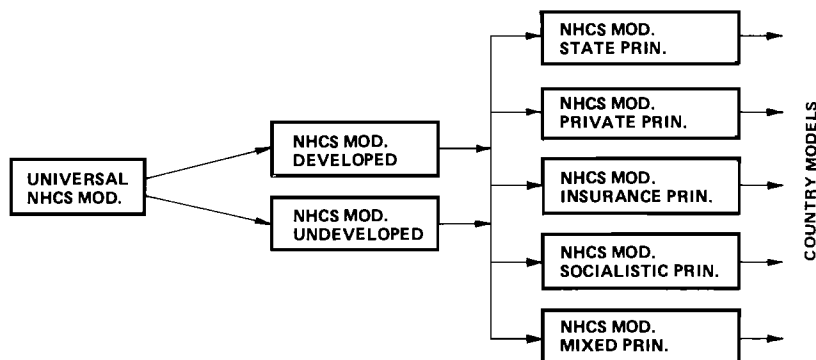 UNIVERSAL
NHCS MOD.
NHCS MOD.
DEVELOPED
NHCS MOD.
UNDEVELOPED
NHCS MOD.
STATE PRIN.
NHCS MOD.
PRIVATE PRIN.
NHCS MOD.
INSURANCE PRIN.
NHCS MOD.
SOCIALISTIC PRIN.
NHCS MOD.
MIXED PRIN.
COUNTRY MODELS